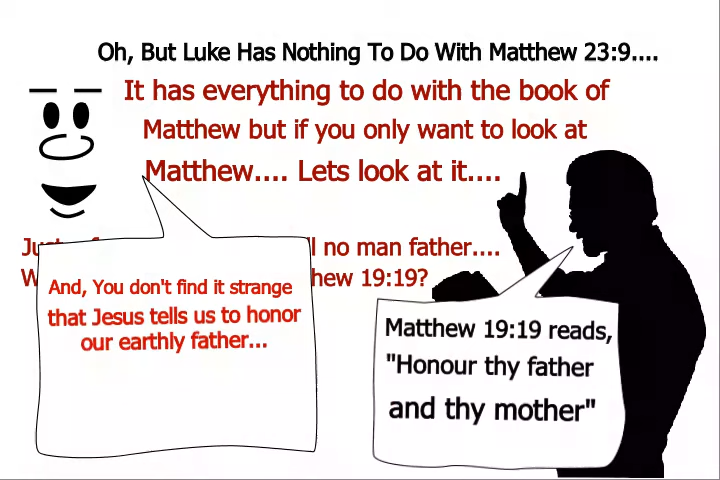 Oh, But Luke Has Nothing To Do With Matthew 23:9....
It has everything to do with the book of
Matthew but if you only want to look at
Matthew.... Lets look at it....
no man father....
19:19?
And, You don't find it strange
that Jesus tells us to honor
our earthly father...
Matthew 19:19 reads,
"Honour thy father
and thy mother"